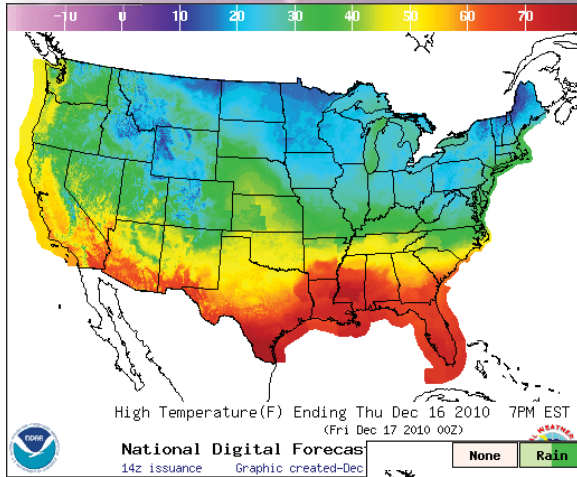 -10 0 10 20 30 40 50 60 70
High Temperature(F) Ending Thu Dec 16 2010 7PM EST
(Fri Dec 17 2010 00Z)
National Digital Forecas
14z issuance Graphic created-Dec
None Rain
NOAA